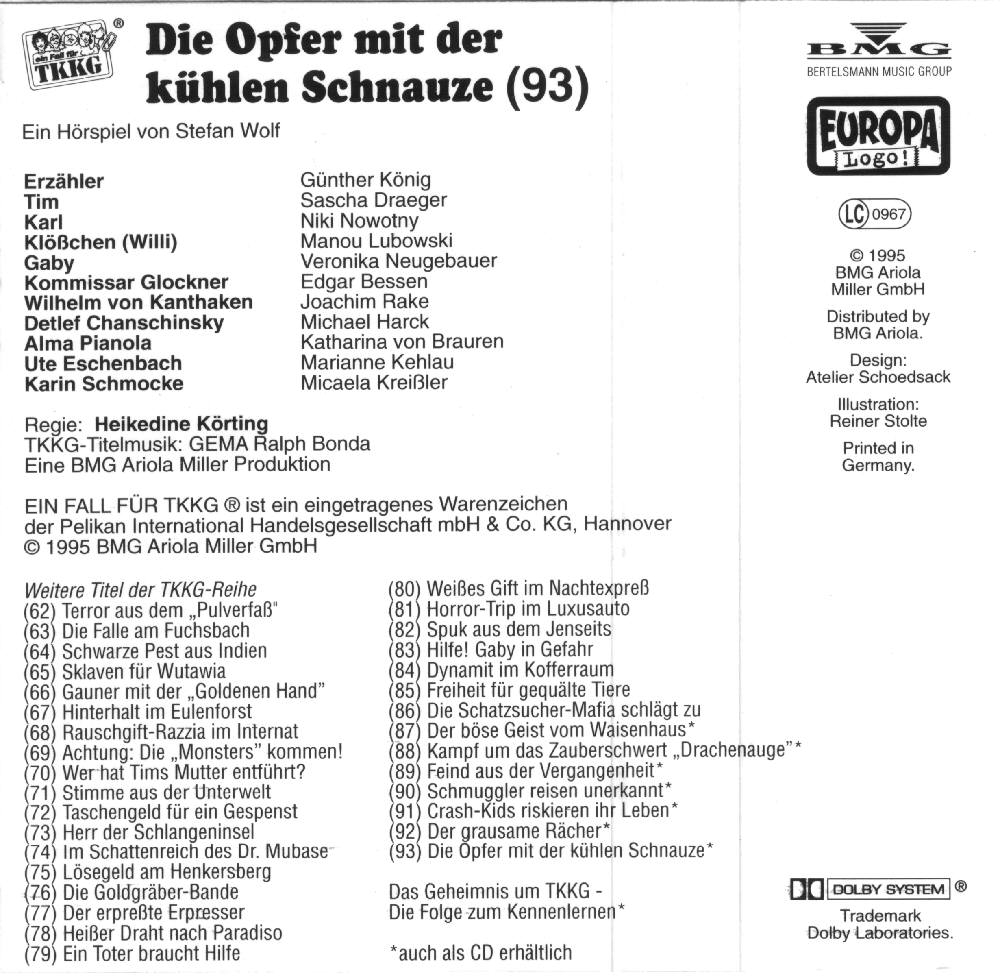 ein Fall für
TKKG ®
Die Opfer mit der
kühlen Schnauze (93)
Ein Hörspiel von Stefan Wolf
Erzähler Günther König
Tim Sascha Draeger
Karl Niki Nowotny
Klößchen (Willi) Manou Lubowski
Gaby Veronika Neugebauer
Kommissar Glockner Edgar Bessen
Wilhelm von Kanthaken Joachim Rake
Detlef Chanschinsky Michael Harck
Alma Pianola Katharina von Brauren
Ute Eschenbach Marianne Kehlau
Karin Schmocke Micaela Kreißler
Regie: Heikedine Körting
TKKG-Titelmusik: GEMA Ralph Bonda
Eine BMG Ariola Miller Produktion
EIN FALL FÜR TKKG ® ist ein eingetragenes Warenzeichen
der Pelikan International Handelsgesellschaft mbH & Co. KG, Hannover
© 1995 BMG Ariola Miller GmbH
Weitere Titel der TKKG-Reihe
(62) Terror aus dem „Pulverfaß"
(63) Die Falle am Fuchsbach
(64) Schwarze Pest aus Indien
(65) Sklaven für Wutawia
(66) Gauner mit der „Goldenen Hand”
(67) Hinterhalt im Eulenforst
(68) Rauschgift-Razzia im Internat
(69) Achtung: Die „Monsters” kommen!
(70) Wer hat Tims Mutter entführt?
(71) Stimme aus der Unterwelt
(72) Taschengeld für ein Gespenst
(73) Herr der Schlangeninsel
(74) Im Schattenreich des Dr. Mubase
(75) Lösegeld am Henkersberg
(76) Die Goldgräber-Bande
(77) Der erpreßte Erpresser
(78) Heißer Draht nach Paradiso
(79) Ein Toter braucht Hilfe
(80) Weißes Gift im Nachtexpreß
(81) Horror-Trip im Luxusauto
(82) Spuk aus dem Jenseits
(83) Hilfe! Gaby in Gefahr
(84) Dynamit im Kofferraum
(85) Freiheit für gequälte Tiere
(86) Die Schatzsucher-Mafia schlägt zu
(87) Der böse Geist vom Waisenhaus*
(88) Kampf um das Zauberschwert „Drachenauge”*
(89) Feind aus der Vergangenheit*
(90) Schmuggler reisen unerkannt*
(91) Crash-Kids riskieren ihr Leben*
(92) Der grausame Rächer*
(93) Die Opfer mit der kühlen Schnauze*
Das Geheimnis um TKKG -
Die Folge zum Kennenlernen*
*auch als CD erhältlich
BMG
BERTELSMANN MUSIC GROUP
EUROPA
Logo!
LC 0967
© 1995
BMG Ariola
Miller GmbH
Distributed by
BMG Ariola.
Design:
Atelier Schoedsack
Illustration:
Reiner Stolte
Printed in
Germany.
DOLBY SYSTEM ®
Trademark
Dolby Laboratories.